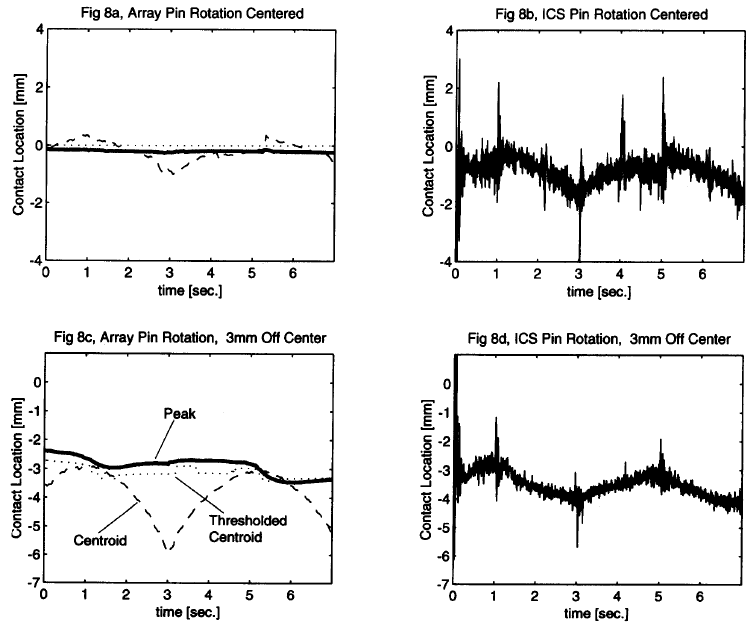 Fig 8a, Array Pin Rotation Centered
4
2
0
-2
-4
Contact Location [mm]
0 1 2 3 4 5 6
time [sec.]
Fig 8b, ICS Pin Rotation Centered
4
2
0
-2
-4
Contact Location [mm]
0 1 2 3 4 5 6
time [sec.]
Fig 8c, Array Pin Rotation, 3mm Off Center
0
-1
-2
-3
-4
-5
-6
-7
Contact Location [mm]
Peak
Centroid
Thresholded
Centroid
0 1 2 3 4 5 6
time [sec.]
Fig 8d, ICS Pin Rotation, 3mm Off Center
0
-1
-2
-3
-4
-5
-6
-7
Contact Location [mm]
0 1 2 3 4 5 6 7
time [sec.]